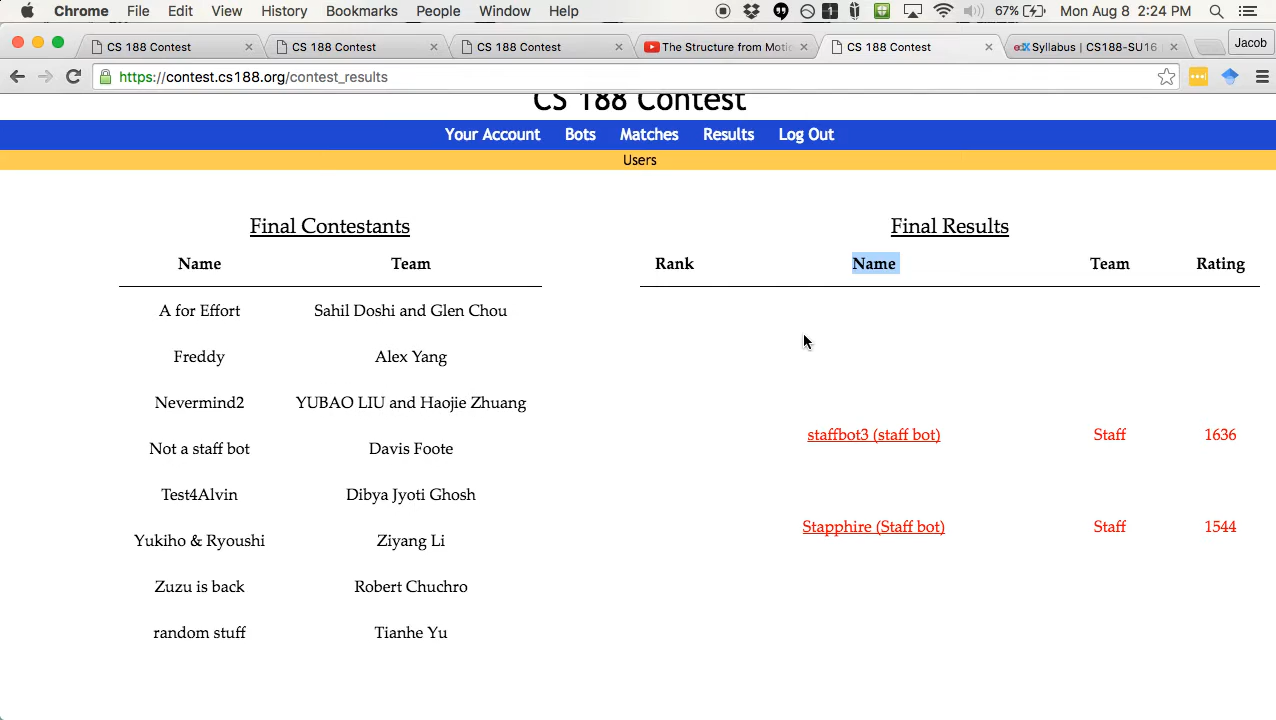 Chrome File Edit View History Bookmarks People Window Help 1 67% Mon Aug 8 2:24 PM
CS 188 Contest CS 188 Contest CS 188 Contest The Structure from Motio CS 188 Contest edX Syllabus | CS188-SU16 Jacob
https://contest.cs188.org/contest_results
CS 188 Contest
Your Account Bots Matches Results Log Out
Users
Final Contestants Final Results
Name Team Rank Name Team Rating
A for Effort Sahil Doshi and Glen Chou
Freddy Alex Yang
Nevermind2 YUBAO LIU and Haojie Zhuang
staffbot3 (staff bot) Staff 1636
Not a staff bot Davis Foote
Test4Alvin Dibya Jyoti Ghosh
Stapphire (Staff bot) Staff 1544
Yukiho & Ryoushi Ziyang Li
Zuzu is back Robert Chuchro
random stuff Tianhe Yu